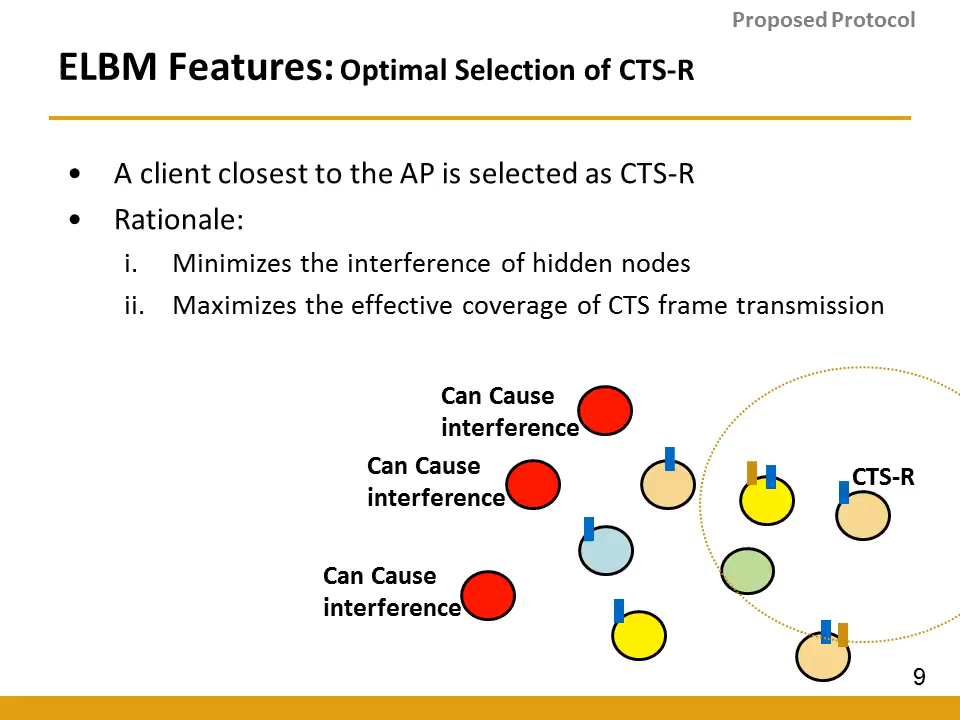 Proposed Protocol
ELBM Features: Optimal Selection of CTS-R
• A client closest to the AP is selected as CTS-R
• Rationale:
i. Minimizes the interference of hidden nodes
ii. Maximizes the effective coverage of CTS frame transmission
Can Cause
interference
Can Cause
interference
CTS-R
Can Cause
interference
9